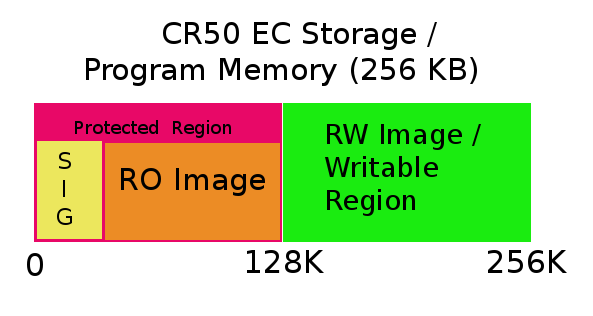 CR50 EC Storage /
Program Memory (256 KB)
Protected Region
S
I
G
RO Image
RW Image /
Writable
Region
0
128K
256K